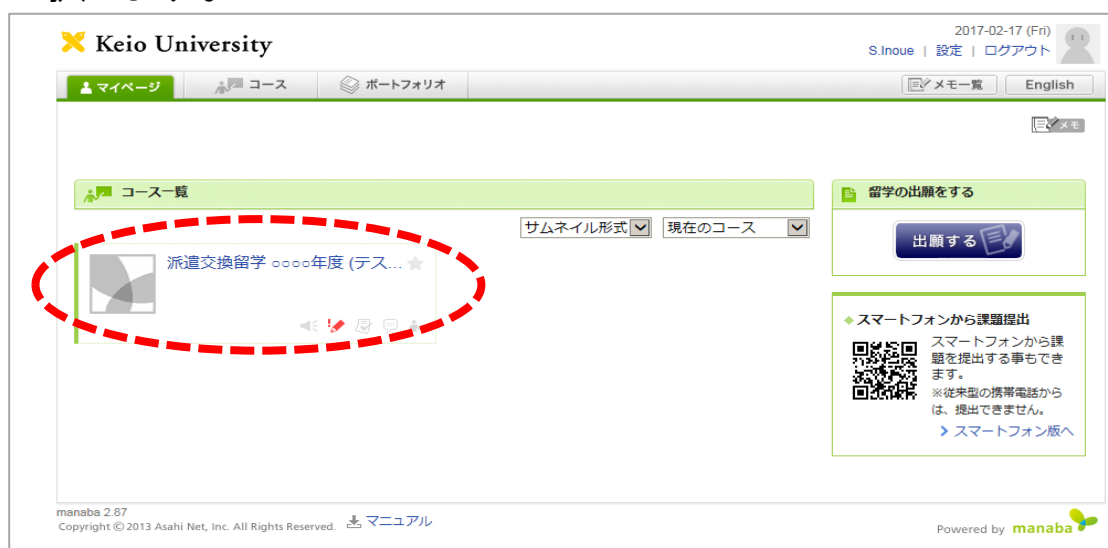 Keio University
2017-02-17 (Fri)
S.Inoue | 設定 | ログアウト
マイページ
コース
ポートフォリオ
メモ一覧
English
メモ
コース一覧
サムネイル形式
現在のコース
派遣交換留学 ○○○○年度 (テス...
留学の出願をする
出願する
スマートフォンから課題提出
スマートフォンから課
題を提出する事もでき
ます。
※従来型の携帯電話から
は、提出できません。
スマートフォン版へ
manaba 2.87
Copyright © 2013 Asahi Net, Inc. All Rights Reserved.
マニュアル
Powered by manaba